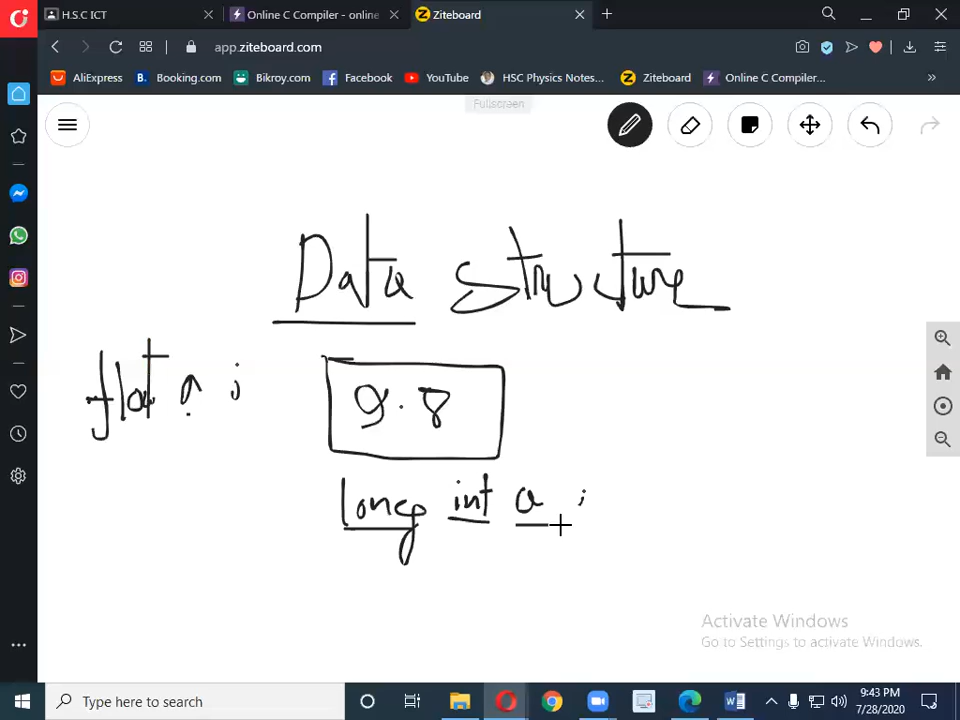 H.S.C ICT
Online C Compiler - online
Ziteboard
app.ziteboard.com
AliExpress
Booking.com
Bikroy.com
Facebook
YouTube
HSC Physics Notes...
Ziteboard
Online C Compiler...
Fullscreen
Data Structure
float a ;
9.8
long int a ;
Activate Windows
Go to Settings to activate Windows.
Type here to search
9:43 PM
7/28/2020